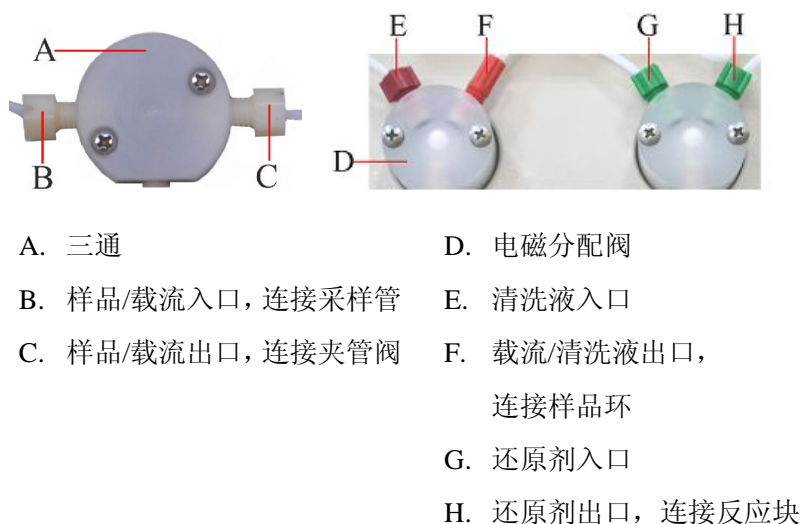 A
B
C
D
E
F
G
H
A. 三通
B. 样品/载流入口，连接采样管
C. 样品/载流出口，连接夹管阀
D. 电磁分配阀
E. 清洗液入口
F. 载流/清洗液出口，
连接样品环
G. 还原剂入口
H. 还原剂出口，连接反应块